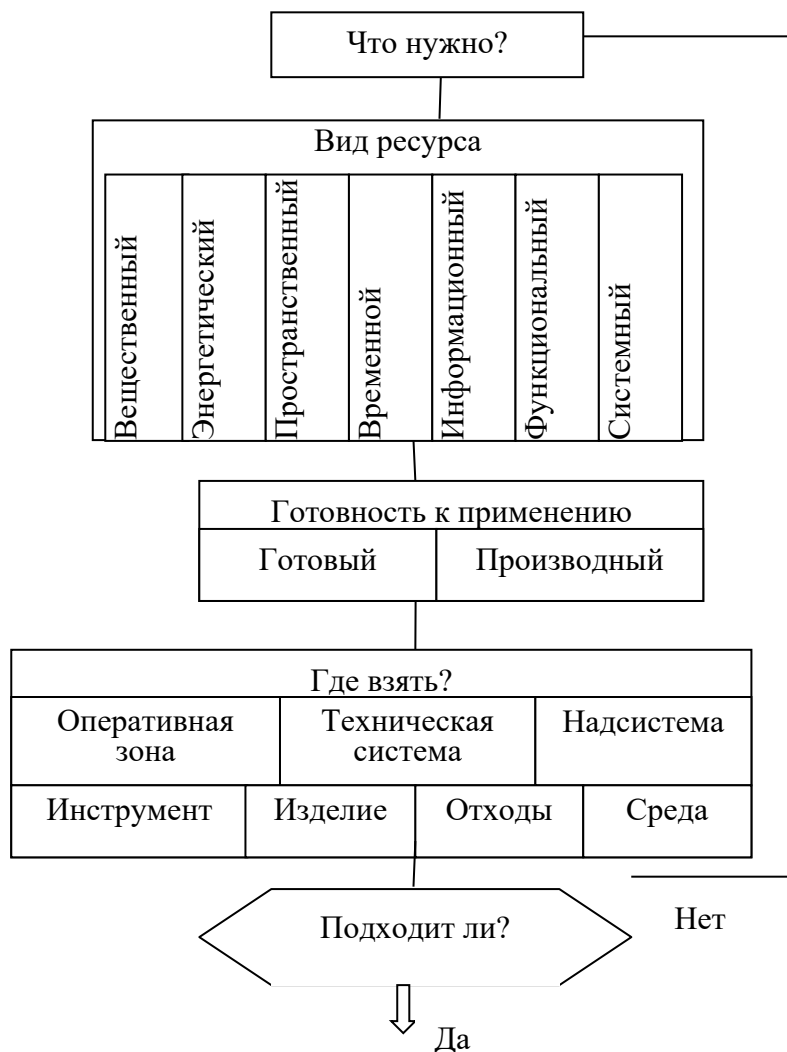 Что нужно?
Вид ресурса
Вещественный
Энергетический
Пространственный
Временной
Информационный
Функциональный
Системный
Готовность к применению
Готовый
Производный
Где взять?
Оперативная
зона
Техническая
система
Надсистема
Инструмент
Изделие
Отходы
Среда
Подходит ли?
Нет
Да